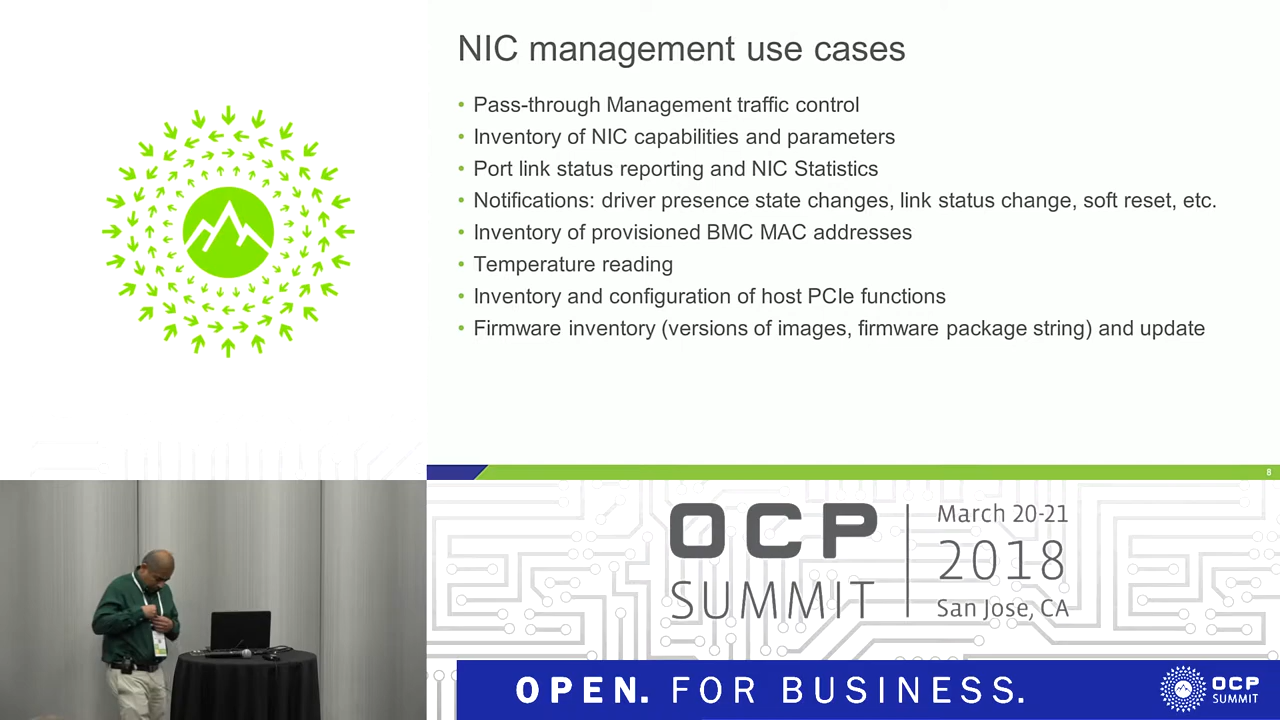 NIC management use cases
• Pass-through Management traffic control
• Inventory of NIC capabilities and parameters
• Port link status reporting and NIC Statistics
• Notifications: driver presence state changes, link status change, soft reset, etc.
• Inventory of provisioned BMC MAC addresses
• Temperature reading
• Inventory and configuration of host PCIe functions
• Firmware inventory (versions of images, firmware package string) and update
8
OCP
SUMMIT
March 20-21
2018
San Jose, CA
OPEN. FOR BUSINESS.
OCP
SUMMIT